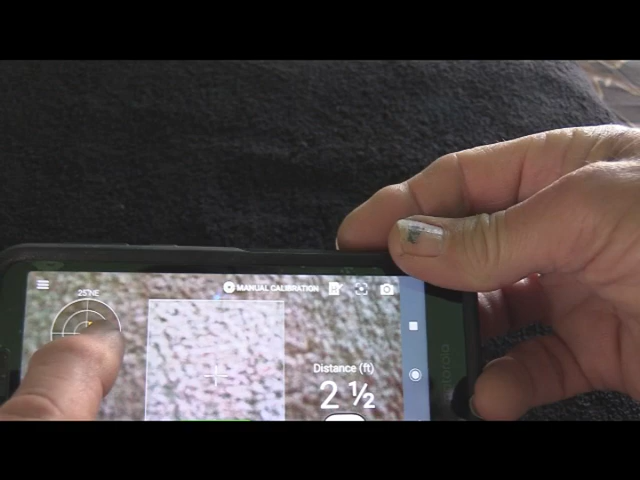 25°NE
MANUAL CALIBRATION
Distance (ft)
2 ½
motorola